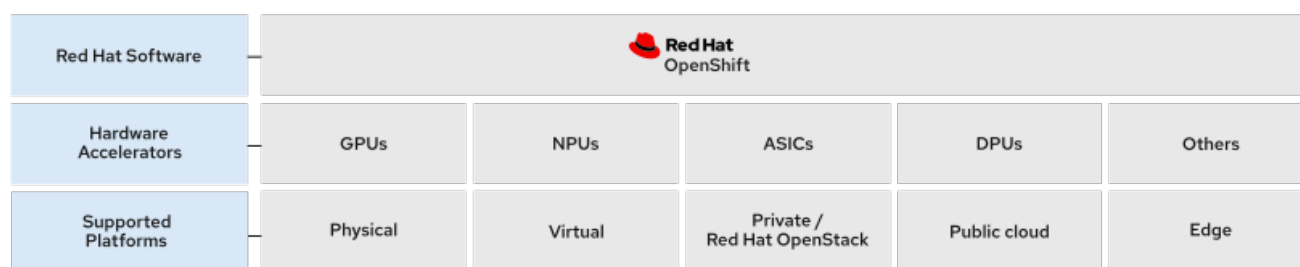 Red Hat Software
Red Hat
OpenShift
Hardware
Accelerators
GPUs
NPUs
ASICs
DPUs
Others
Supported
Platforms
Physical
Virtual
Private /
Red Hat OpenStack
Public cloud
Edge